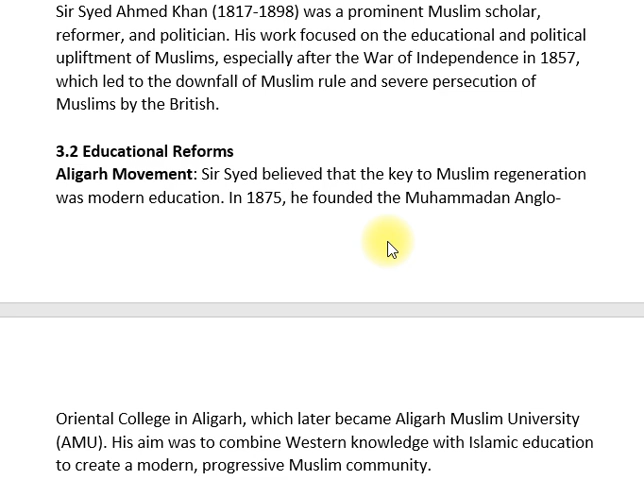 Sir Syed Ahmed Khan (1817-1898) was a prominent Muslim scholar,
reformer, and politician. His work focused on the educational and political
upliftment of Muslims, especially after the War of Independence in 1857,
which led to the downfall of Muslim rule and severe persecution of
Muslims by the British.
3.2 Educational Reforms
Aligarh Movement: Sir Syed believed that the key to Muslim regeneration
was modern education. In 1875, he founded the Muhammadan Anglo-
Oriental College in Aligarh, which later became Aligarh Muslim University
(AMU). His aim was to combine Western knowledge with Islamic education
to create a modern, progressive Muslim community.